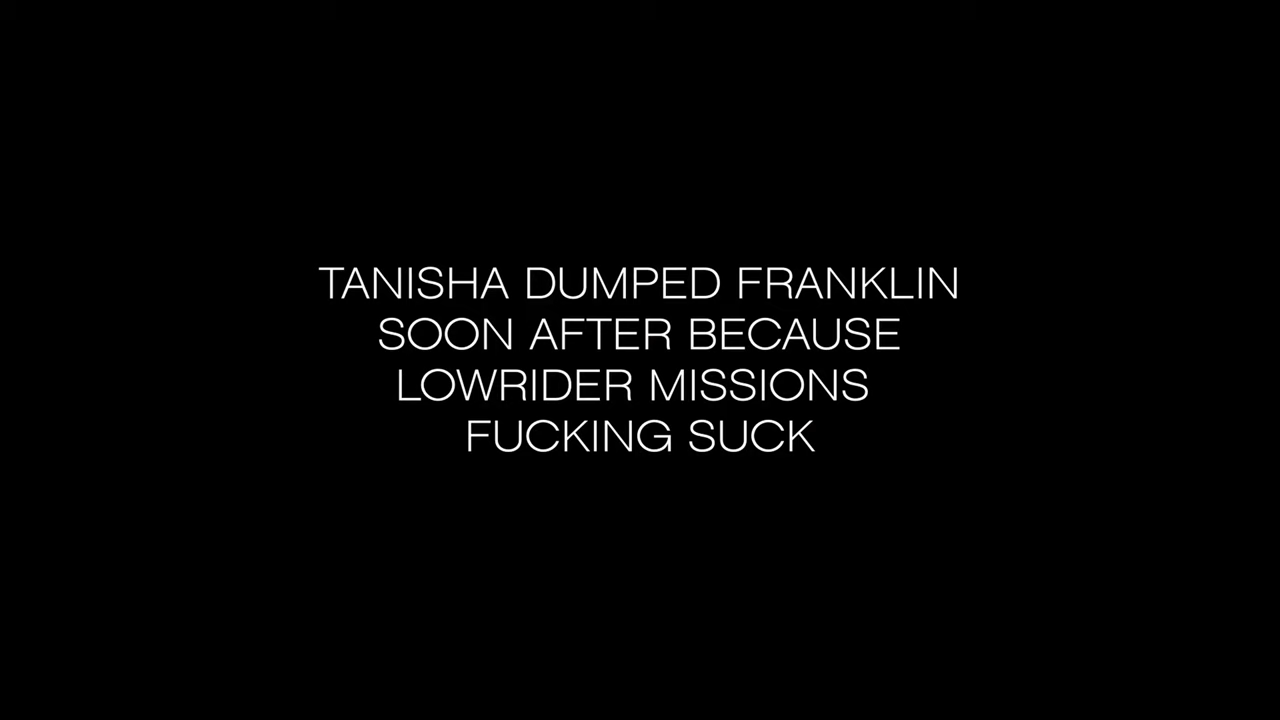 TANISHA DUMPED FRANKLIN
SOON AFTER BECAUSE
LOWRIDER MISSIONS
FUCKING SUCK